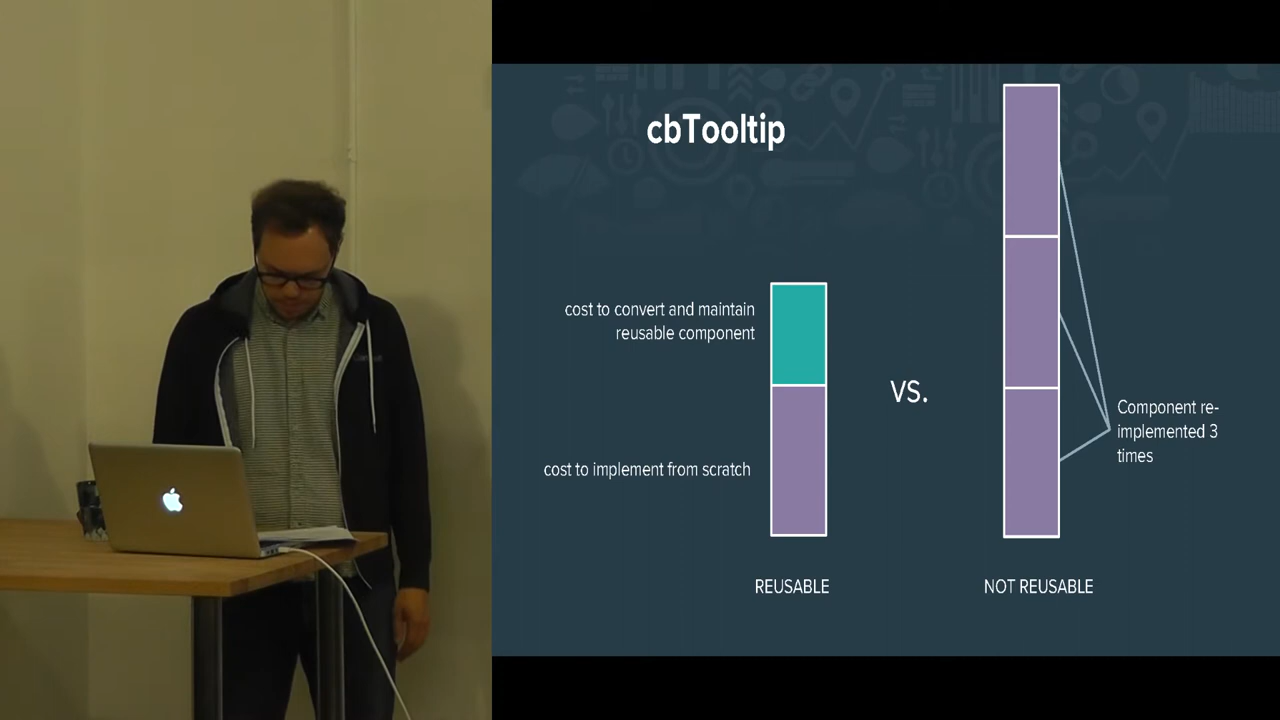 cbTooltip
cost to convert and maintain
reusable component
VS.
Component re-
implemented 3
times
cost to implement from scratch
REUSABLE
NOT REUSABLE